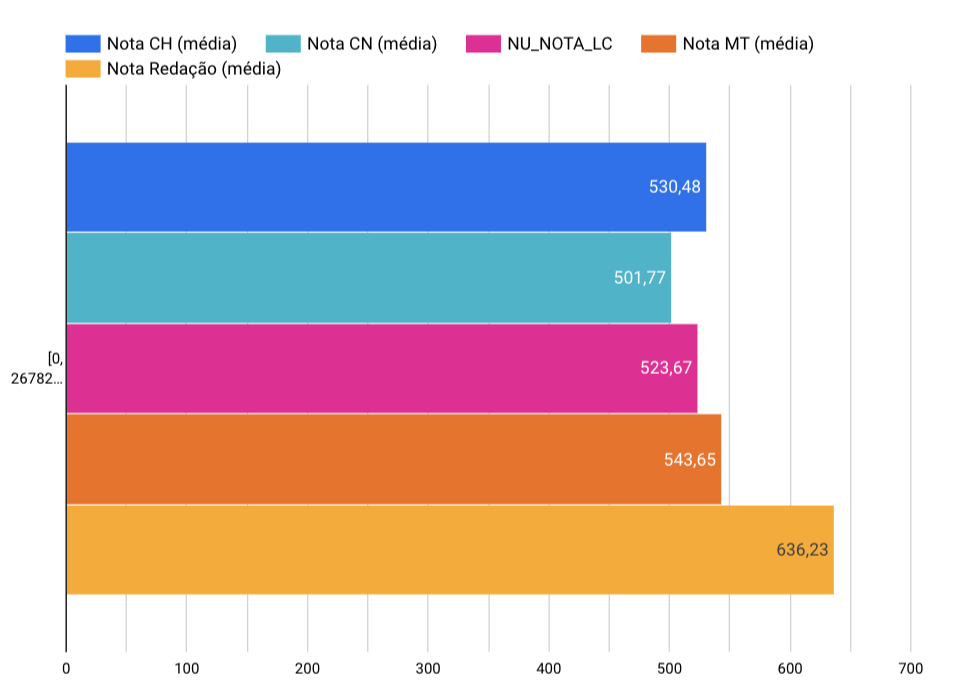 Nota CH (média) Nota CN (média) NU_NOTA_LC Nota MT (média)
Nota Redação (média)
530,48
501,77
[0,
26782...
523,67
543,65
636,23
0 100 200 300 400 500 600 700